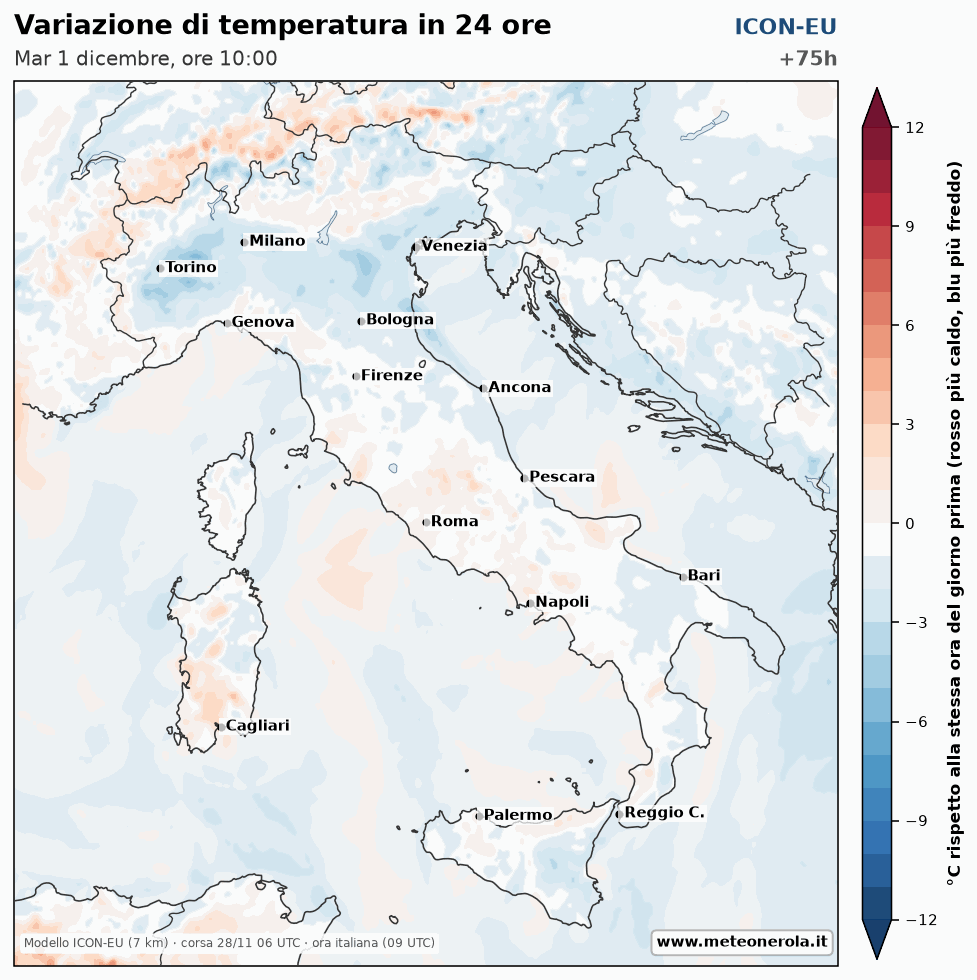 Variazione di temperatura in 24 ore
ICON-EU
Mar 1 dicembre, ore 10:00
+75h
Milano
Venezia
Torino
Genova
Bologna
Firenze
Ancona
Pescara
Roma
Bari
Napoli
Cagliari
Palermo
Reggio C.
Modello ICON-EU (7 km) · corsa 28/11 06 UTC · ora italiana (09 UTC)
www.meteonerola.it
12
9
6
3
0
−3
−6
−9
−12
°C rispetto alla stessa ora del giorno prima (rosso più caldo, blu più freddo)